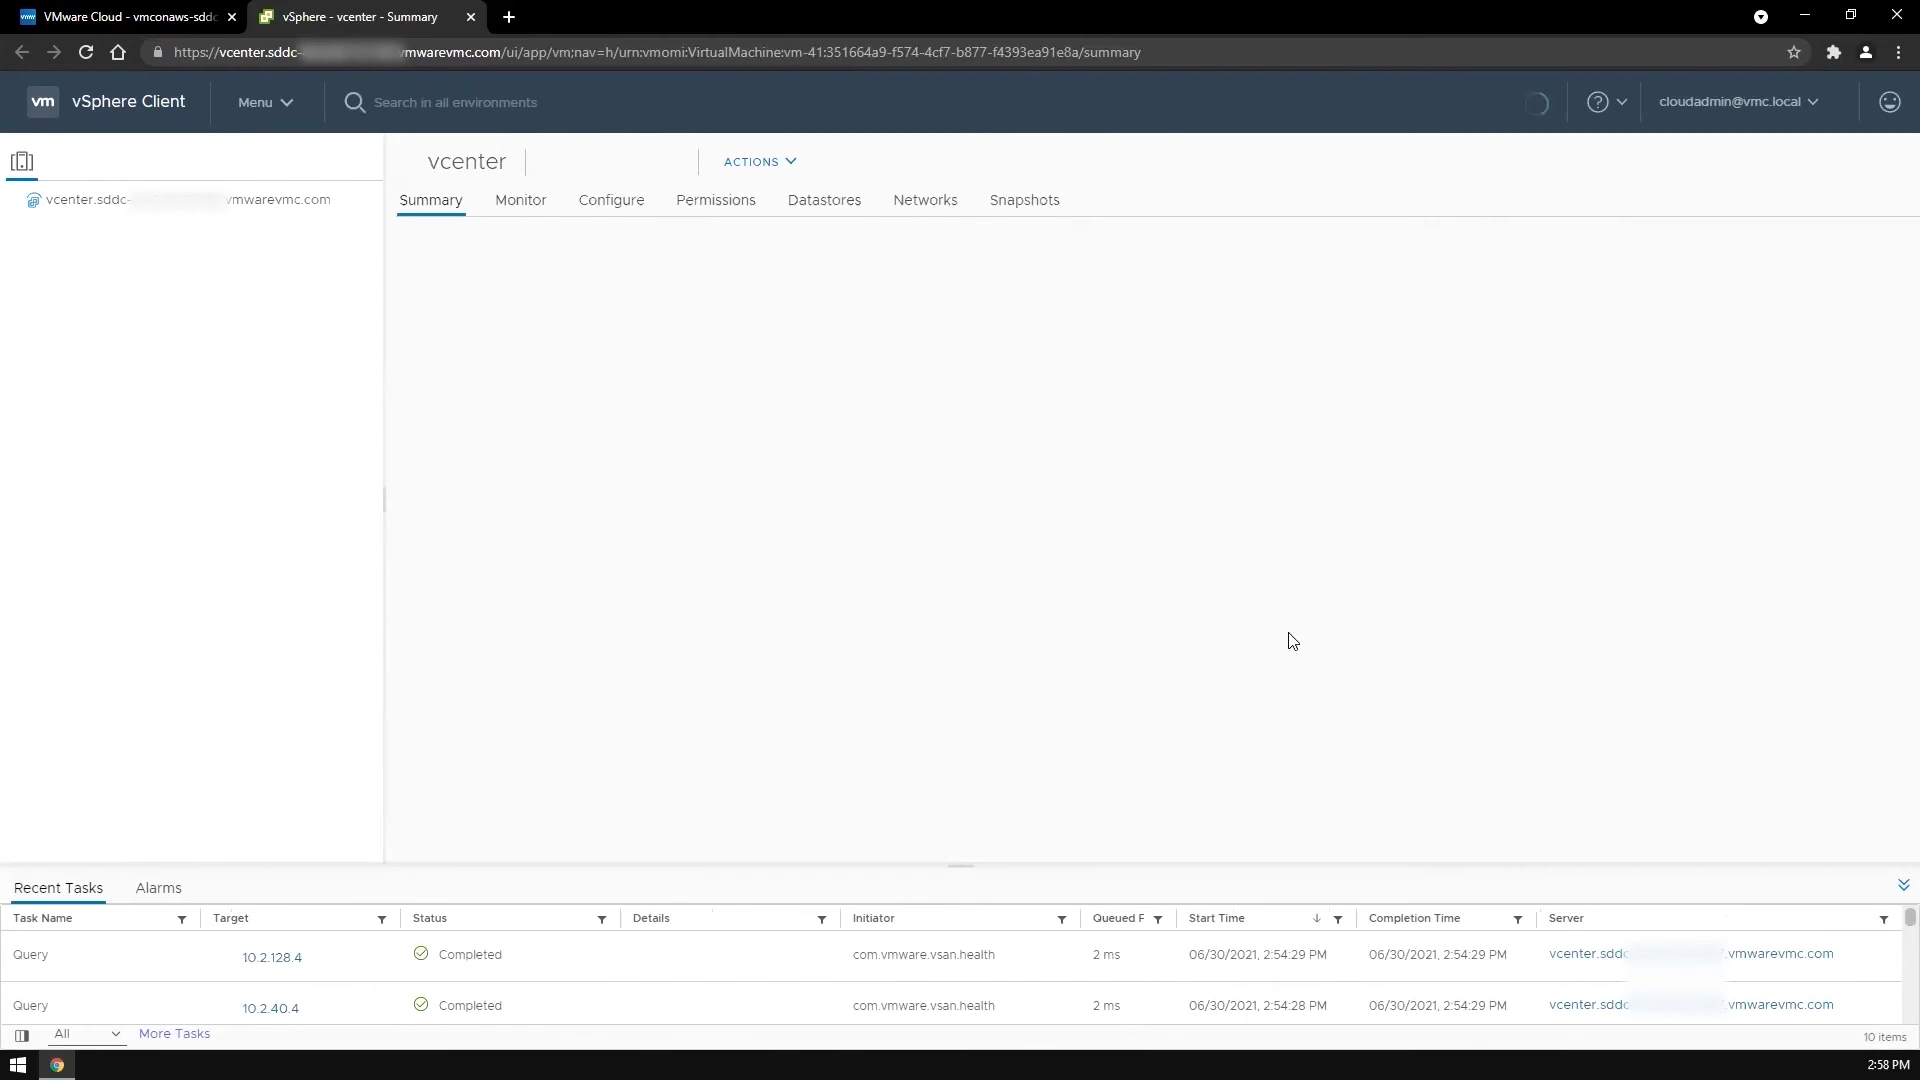 VMware Cloud - vmconaws-sddc
vSphere - vcenter - Summary
https://vcenter.sddc- vmwarevmc.com/ui/app/vm;nav=h/urn:vmomi:VirtualMachine:vm-41:351664a9-f574-4cf7-b877-f4393ea91e8a/summary
vm vSphere Client Menu Search in all environments cloudadmin@vmc.local
vcenter ACTIONS
Summary Monitor Configure Permissions Datastores Networks Snapshots
vcenter.sddc- vmwarevmc.com
Recent Tasks Alarms
Task Name Target Status Details Initiator Queued F Start Time Completion Time Server
Query 10.2.128.4 Completed com.vmware.vsan.health 2 ms 06/30/2021, 2:54:29 PM 06/30/2021, 2:54:29 PM vcenter.sddc .vmwarevmc.com
Query 10.2.40.4 Completed com.vmware.vsan.health 2 ms 06/30/2021, 2:54:28 PM 06/30/2021, 2:54:29 PM vcenter.sddc .vmwarevmc.com
All More Tasks 10 items
2:58 PM